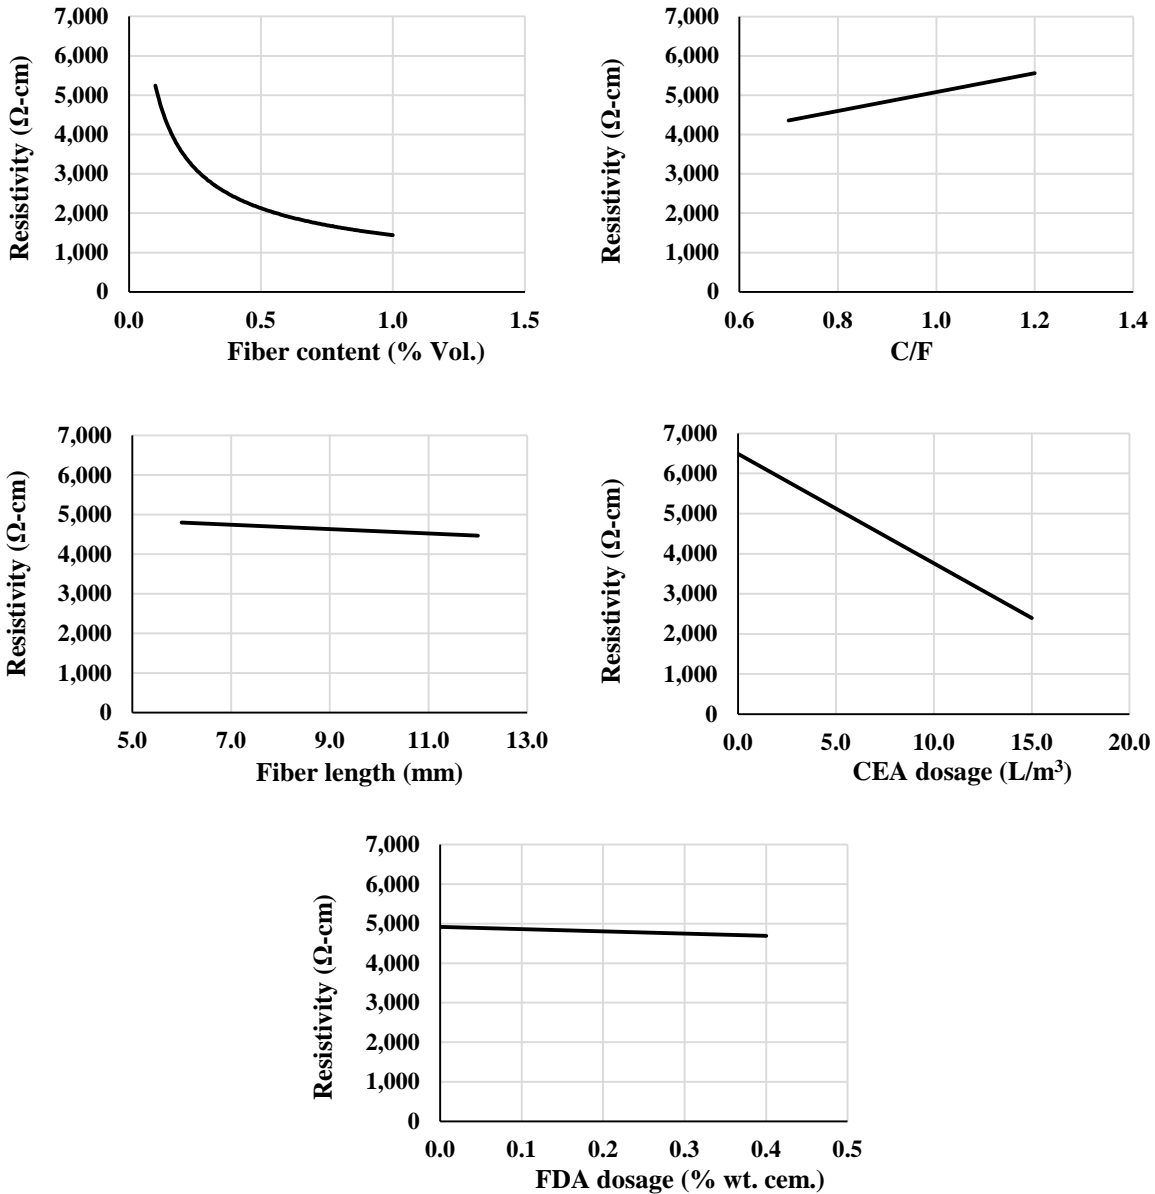 7,000
6,000
5,000
4,000
3,000
2,000
1,000
0
Resistivity (Ω-cm)
0.0 0.5 1.0 1.5
Fiber content (% Vol.)
7,000
6,000
5,000
4,000
3,000
2,000
1,000
0
Resistivity (Ω-cm)
0.6 0.8 1.0 1.2 1.4
C/F
7,000
6,000
5,000
4,000
3,000
2,000
1,000
0
Resistivity (Ω-cm)
5.0 7.0 9.0 11.0 13.0
Fiber length (mm)
7,000
6,000
5,000
4,000
3,000
2,000
1,000
0
Resistivity (Ω-cm)
0.0 5.0 10.0 15.0 20.0
CEA dosage (L/m³)
7,000
6,000
5,000
4,000
3,000
2,000
1,000
0
Resistivity (Ω-cm)
0.0 0.1 0.2 0.3 0.4 0.5
FDA dosage (% wt. cem.)